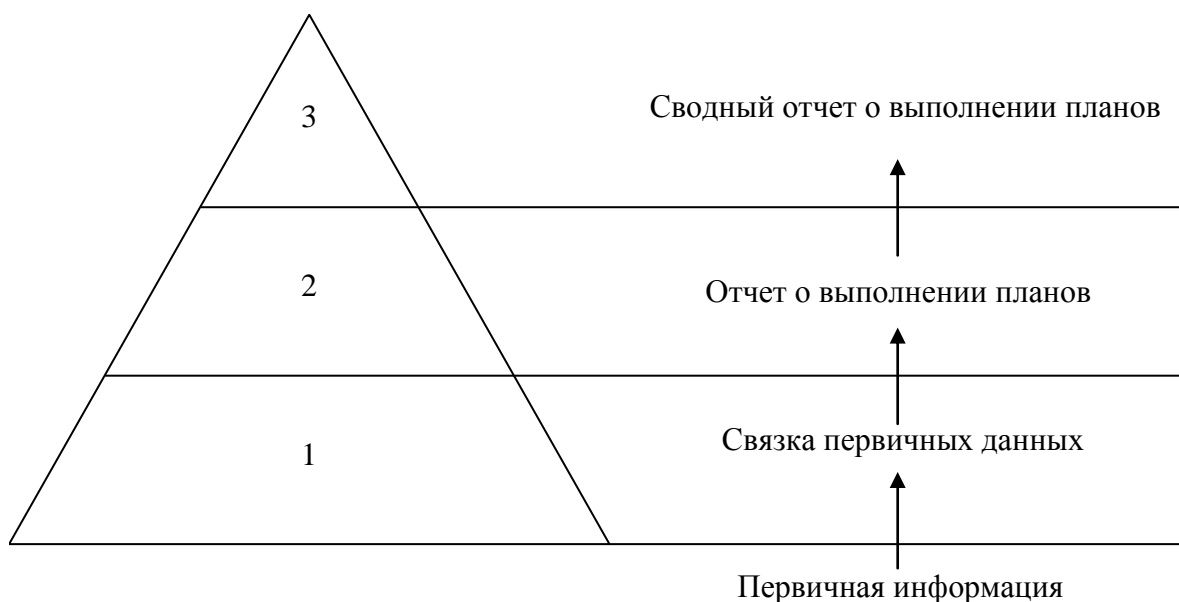 3
Сводный отчет о выполнении планов
2
Отчет о выполнении планов
1
Связка первичных данных
Первичная информация